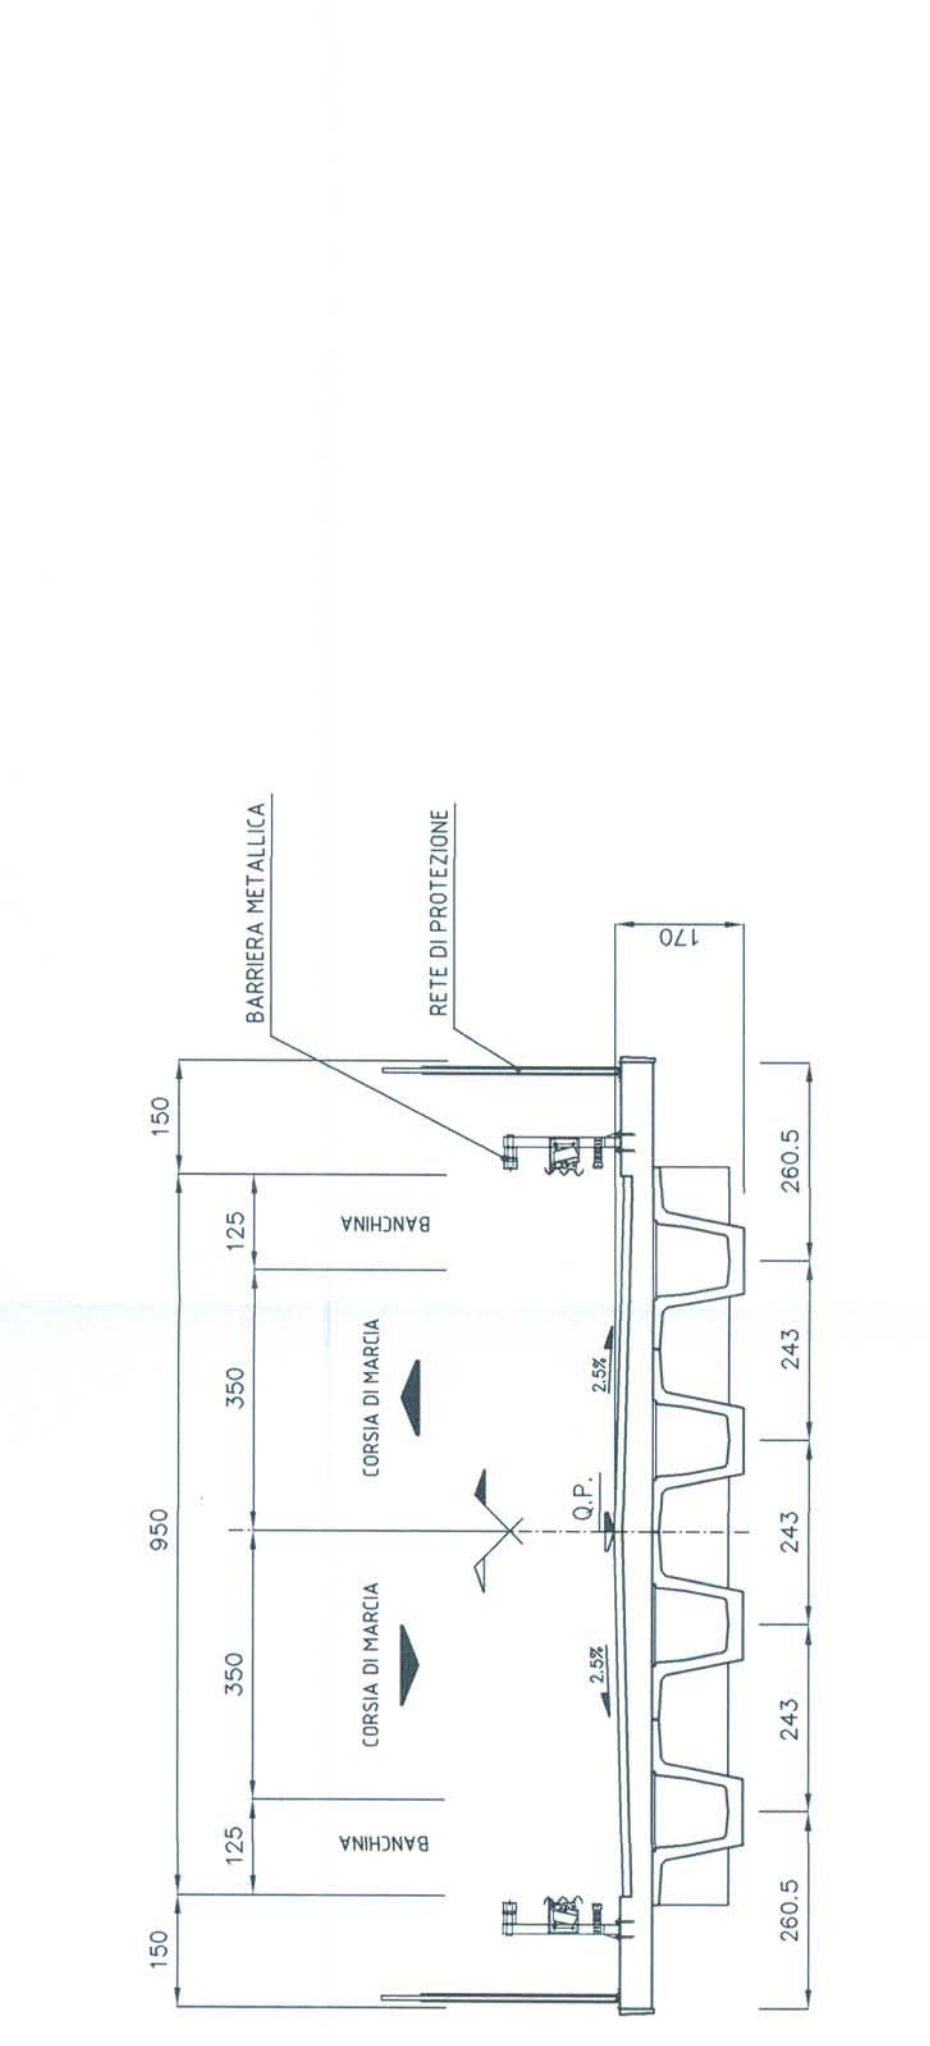 BARRIERA METALLICA
RETE DI PROTEZIONE
150
950
150
125
350
350
125
BANCHINA
CORSIA DI MARCIA
CORSIA DI MARCIA
BANCHINA
Q.P.
2.5%
2.5%
170
260.5
243
243
243
260.5